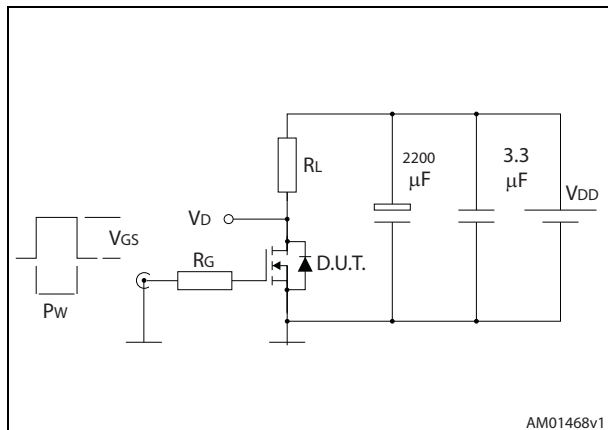 RL
2200
μF
3.3
μF
VDD
VD
VGS
RG
D.U.T.
PW
AM01468v1